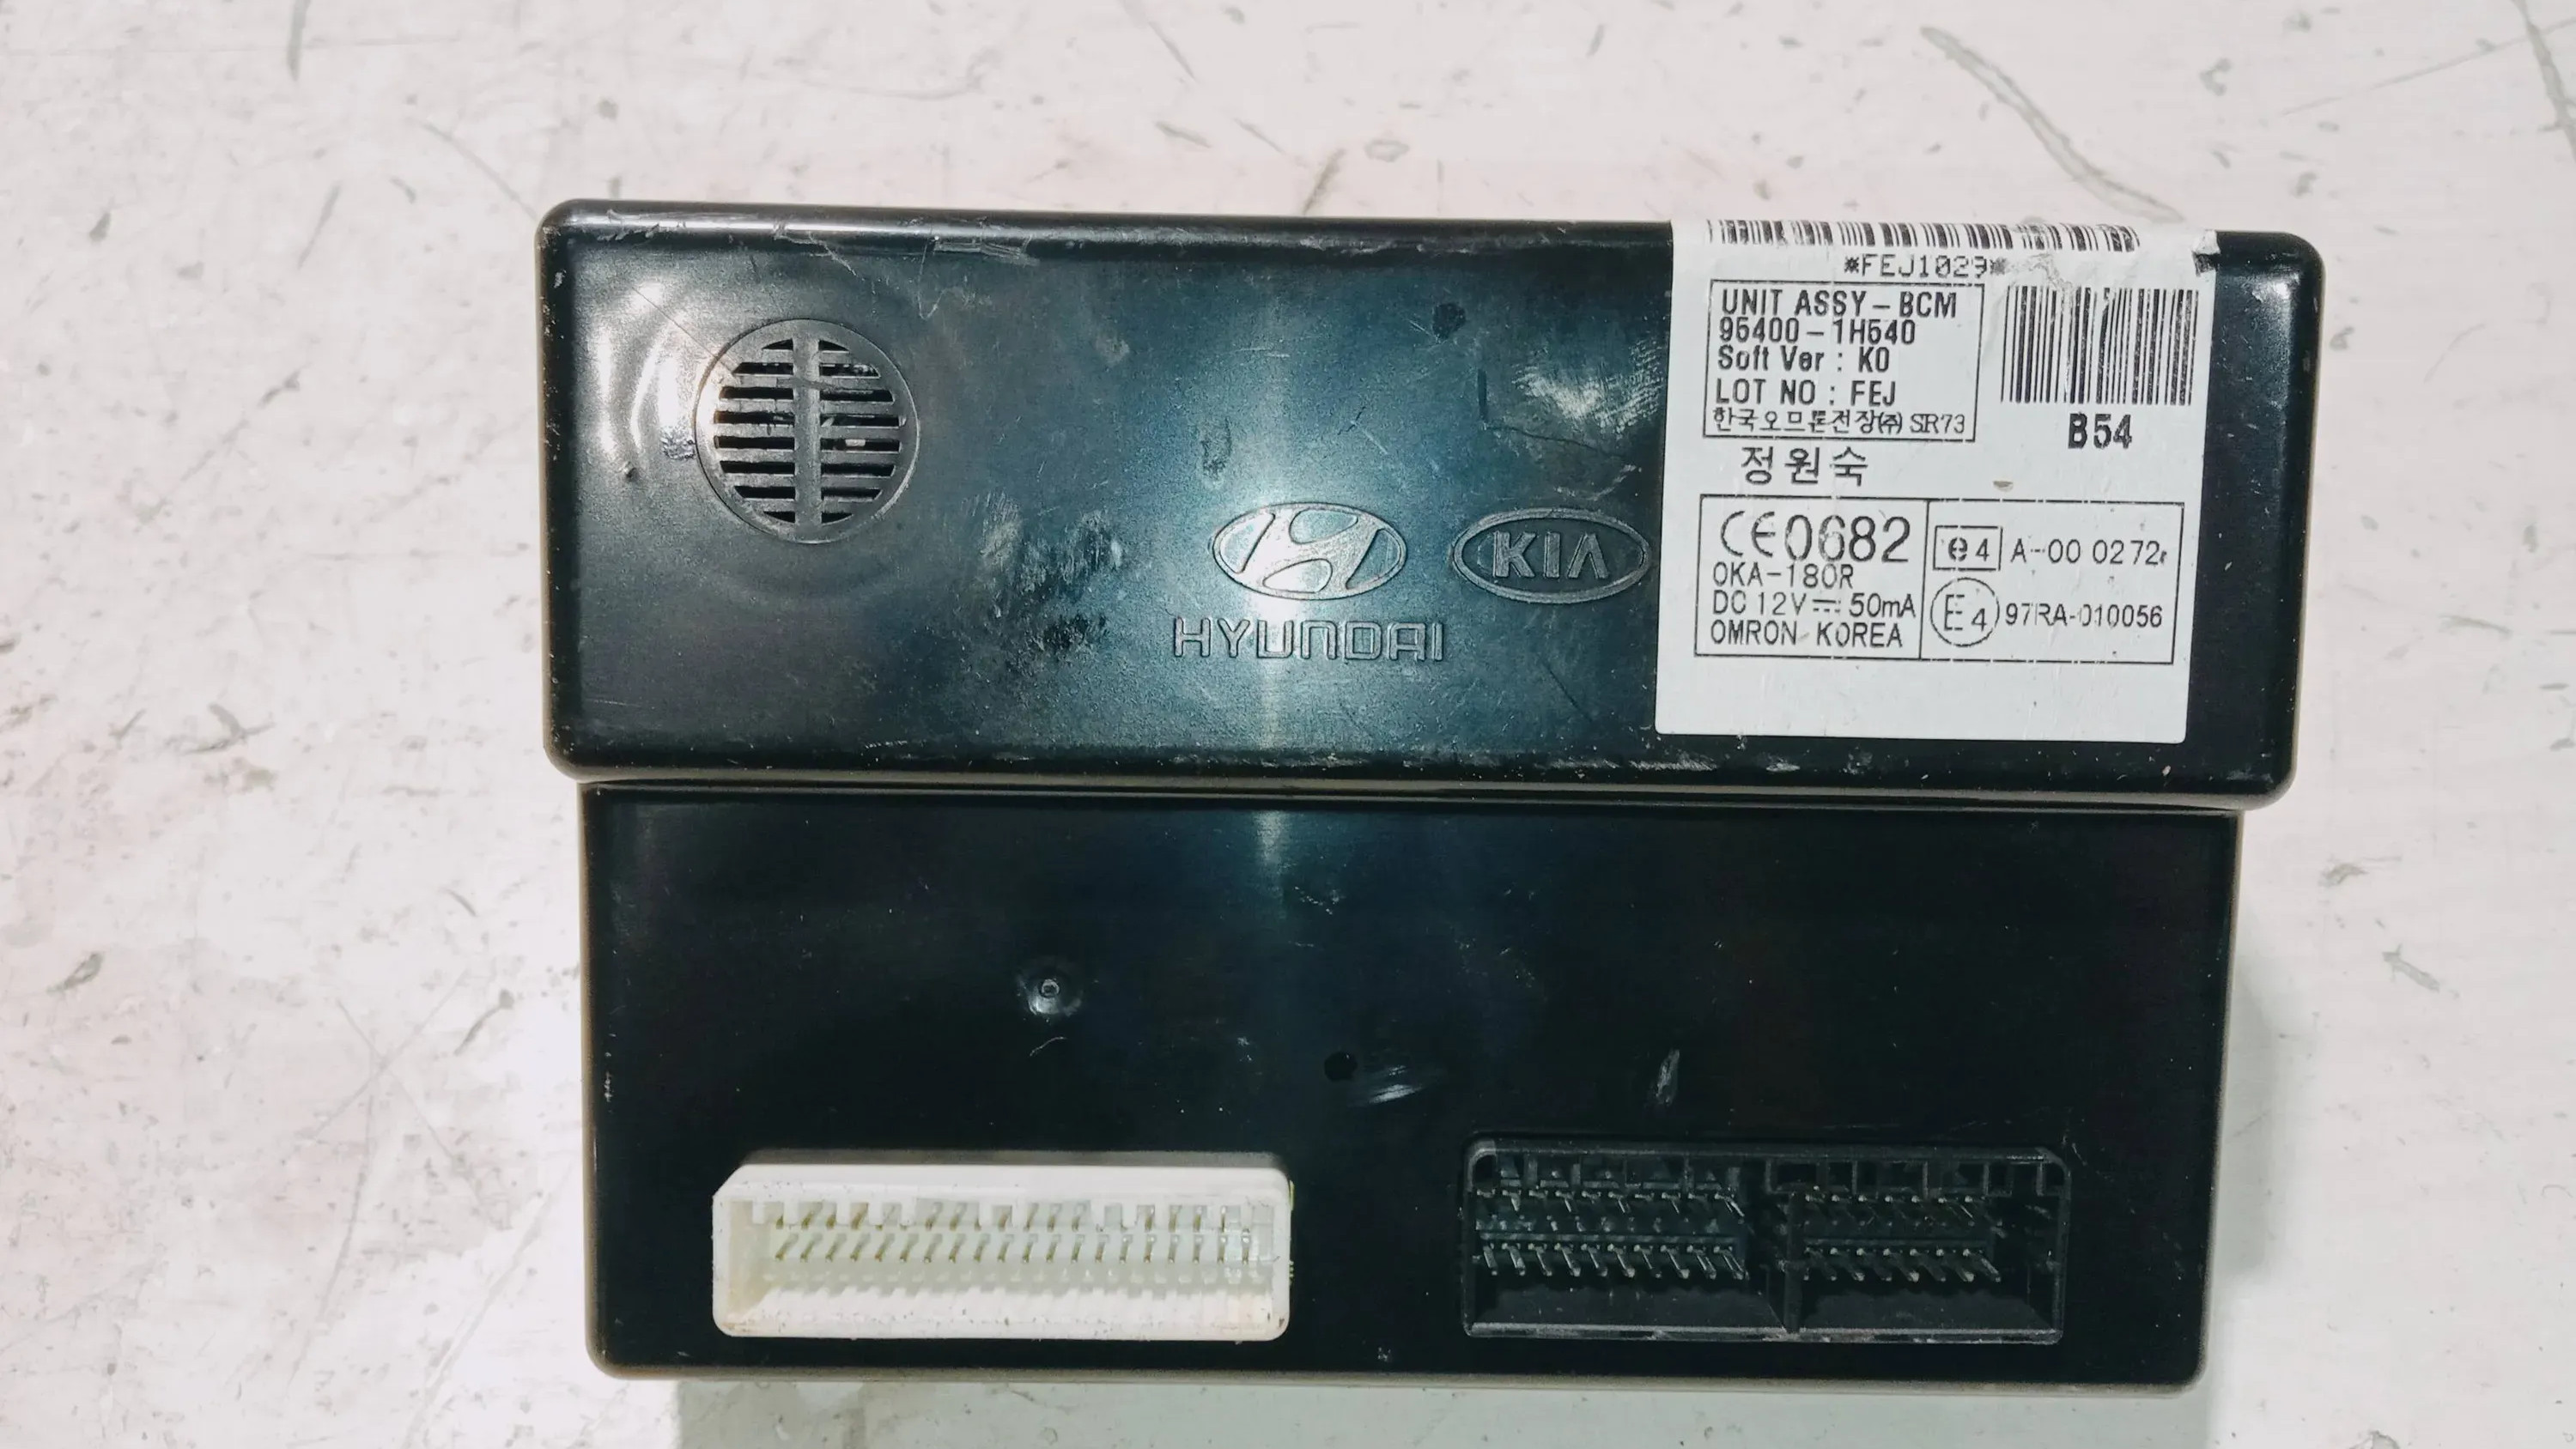 *FEJ1029*
UNIT ASSY-BCM
95400-1H540
Soft Ver : K0
LOT NO : FEJ
한국오므론전장(주) SIR73
B54
정원숙
CE0682
OKA-180R
DC 12V⎓50mA
OMRON KOREA
e4 A-00 0272
E4 97RA-010056
HYUNDAI
KIA